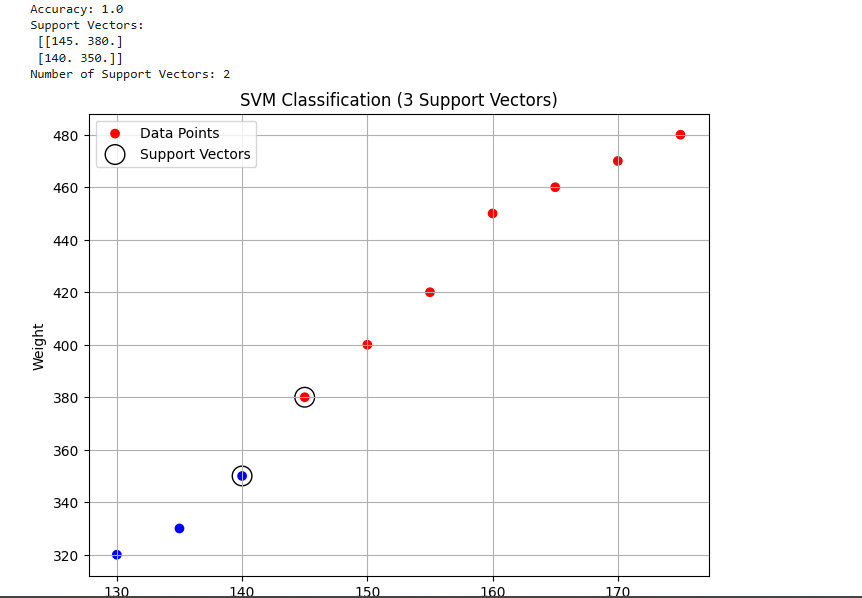 Accuracy: 1.0
Support Vectors:
[[145. 380.]
[140. 350.]]
Number of Support Vectors: 2
SVM Classification (3 Support Vectors)
Data Points
Support Vectors
480
460
440
420
400
380
360
340
320
Weight
130 140 150 160 170